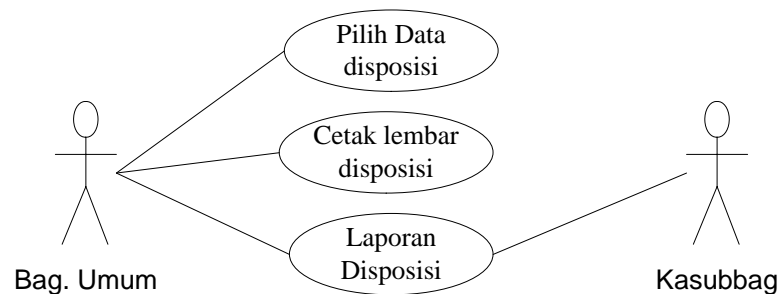 Pilih Data
disposisi
Cetak lembar
disposisi
Laporan
Disposisi
Bag. Umum
Kasubbag